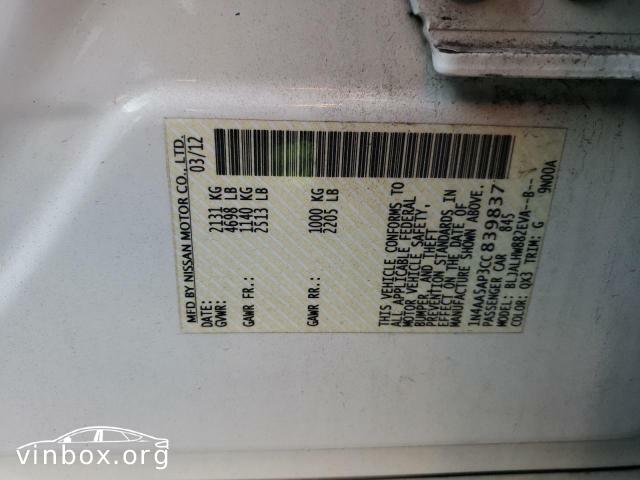 MFD BY NISSAN MOTOR CO., LTD.
DATE: 03/12
GVWR: 2131 KG
4698 LB
GAWR FR.: 1140 KG
2513 LB
GAWR RR.: 1000 KG
2205 LB
THIS VEHICLE CONFORMS TO
ALL APPLICABLE FEDERAL
MOTOR VEHICLE SAFETY,
BUMPER, AND THEFT
PREVENTION STANDARDS IN
EFFECT ON THE DATE OF
MANUFACTURE SHOWN ABOVE.
1N4AA5AP3CC839837
PASSENGER CAR 845
MODEL: BLJALHW882EVA--B--
COLOR: QX3 TRIM: G 9N00A
vinbox.org